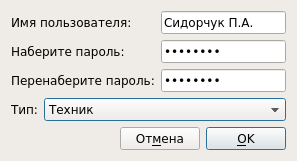 Имя пользователя: Сидорчук П.А.
Наберите пароль: ••••••••
Перенаберите пароль: ••••••••
Тип: Техник
Отмена OK